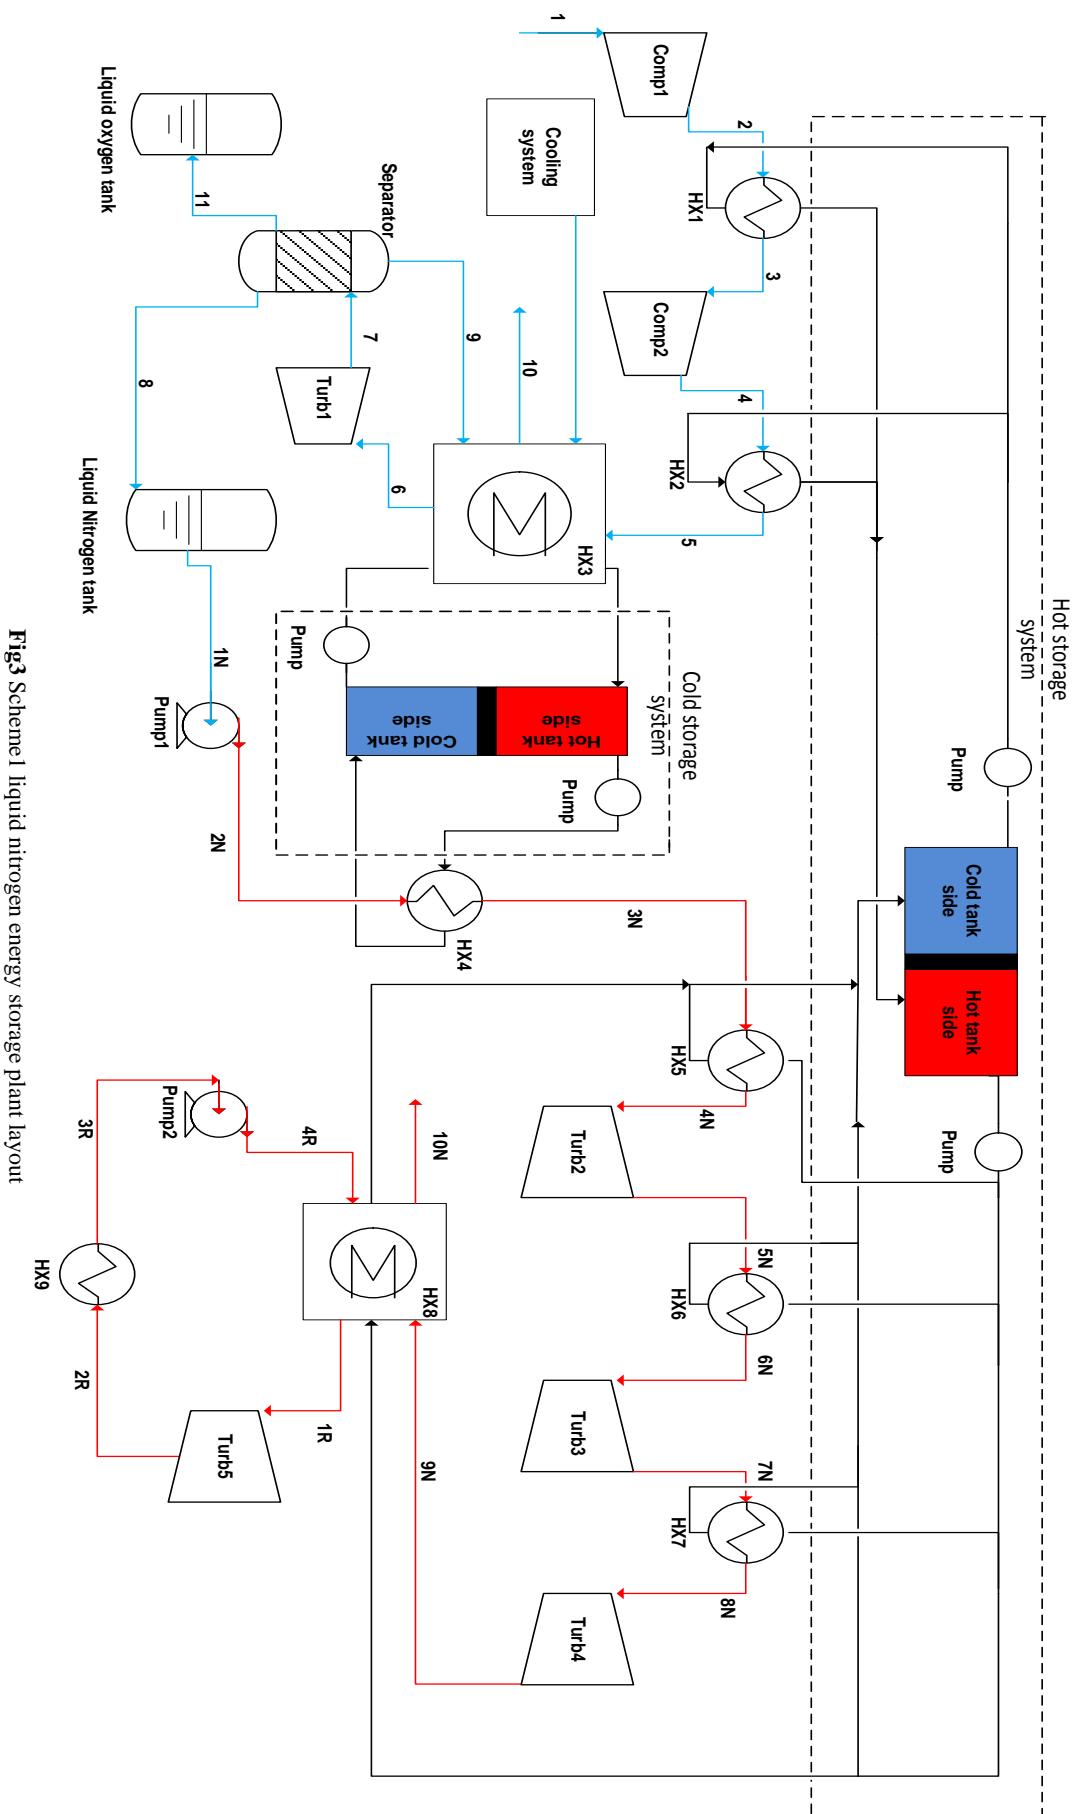 Hot storage
system
Pump
Cold tank
side
Hot tank
side
Pump
1
Comp1
2
HX1
3
Comp2
4
HX2
5
Cooling
system
HX3
Cold storage
system
Hot tank
side
Cold tank
side
Pump
Pump
HX4
3N
HX5
4N
Turb2
5N
HX6
6N
Turb3
7N
HX7
8N
Turb4
9N
10
9
6
Separator
7
Turb1
11
Liquid oxygen tank
8
Liquid Nitrogen tank
1N
Pump1
2N
10N
HX8
4R
Pump2
3R
HX9
2R
Turb5
1R
Fig3 Scheme1 liquid nitrogen energy storage plant layout